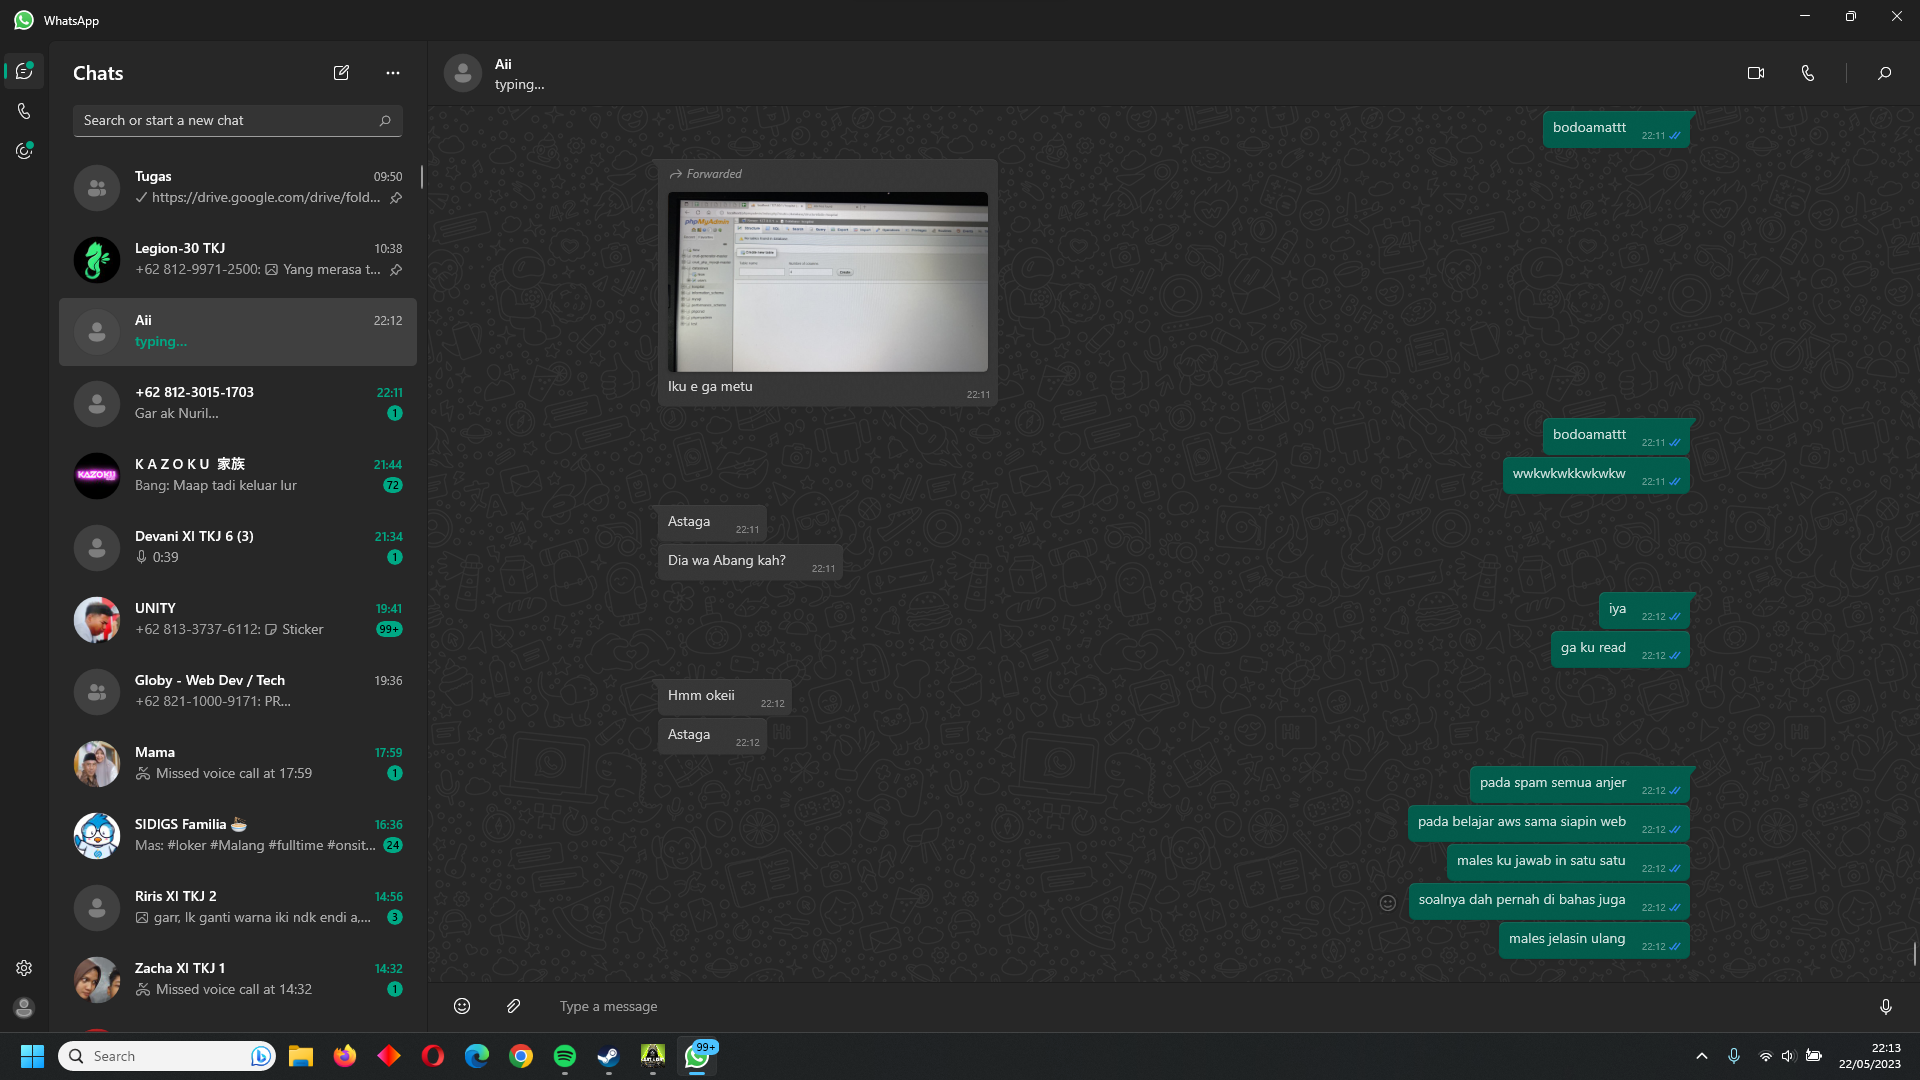 WhatsApp
Chats
Search or start a new chat
Tugas
09:50
https://drive.google.com/drive/fold...
Legion-30 TKJ
10:38
+62 812-9971-2500: Yang merasa t...
Aii
22:12
typing...
+62 812-3015-1703
22:11
Gar ak Nuril...
1
KAZOKU
K A Z O K U 家族
21:44
Bang: Maap tadi keluar lur
72
Devani XI TKJ 6 (3)
21:34
0:39
1
UNITY
19:41
+62 813-3737-6112: Sticker
99+
Globy - Web Dev / Tech
19:36
+62 821-1000-9171: PR...
Mama
17:59
Missed voice call at 17:59
1
SIDIGS Familia 🍜
16:36
Mas: #loker #Malang #fulltime #onsit...
24
Riris XI TKJ 2
14:56
garr, lk ganti warna iki ndk endi a,...
3
Zacha XI TKJ 1
14:32
Missed voice call at 14:32
1
Aii
typing...
bodoamattt
22:11
Forwarded
phpMyAdmin
Iku e ga metu
22:11
bodoamattt
22:11
wwkwkwkkwkwkw
22:11
Astaga
22:11
Dia wa Abang kah?
22:11
iya
22:12
ga ku read
22:12
Hmm okeii
22:12
Astaga
22:12
pada spam semua anjer
22:12
pada belajar aws sama siapin web
22:12
males ku jawab in satu satu
22:12
soalnya dah pernah di bahas juga
22:12
males jelasin ulang
22:12
Type a message
Search
99+
22:13
22/05/2023